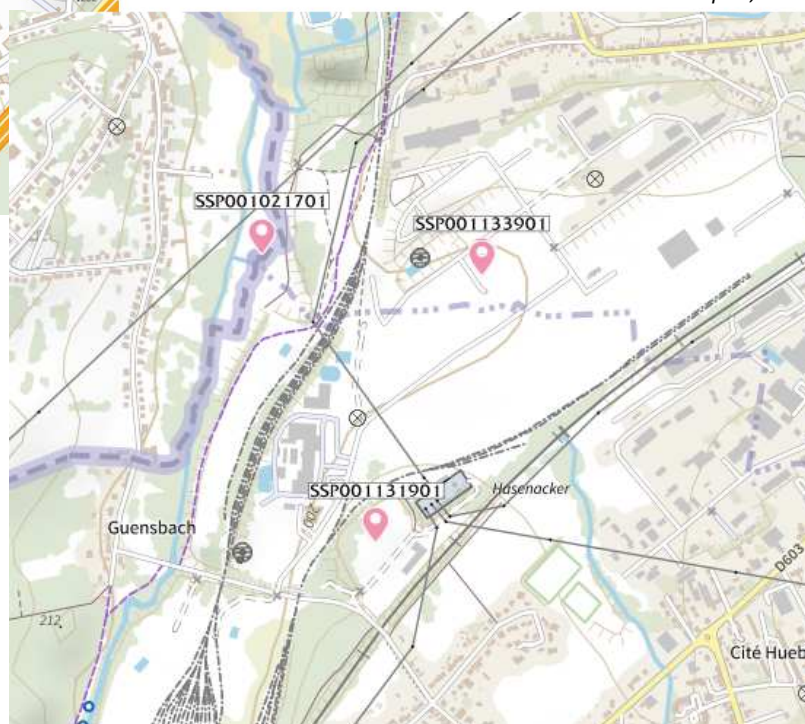 SSP001021701
SSP001133901
SSP001131901
Hasenacker
200
Guensbach
D603
212
Cité Hueb